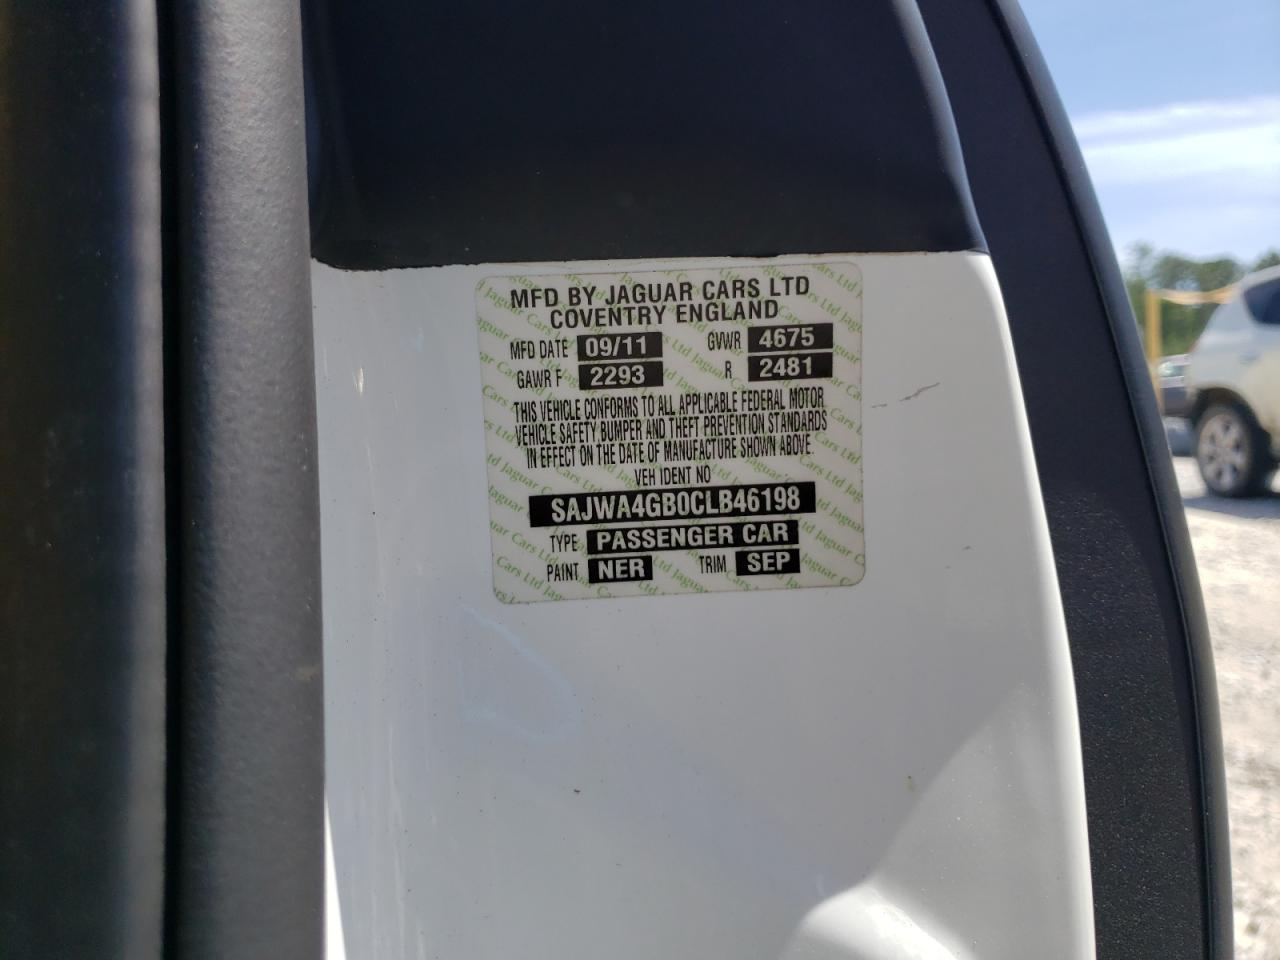 MFD BY JAGUAR CARS LTD
COVENTRY ENGLAND
MFD DATE 09/11 GVWR 4675
GAWR F 2293 R 2481
THIS VEHICLE CONFORMS TO ALL APPLICABLE FEDERAL MOTOR
VEHICLE SAFETY, BUMPER AND THEFT PREVENTION STANDARDS
IN EFFECT ON THE DATE OF MANUFACTURE SHOWN ABOVE.
VEH IDENT NO
SAJWA4GB0CLB46198
TYPE PASSENGER CAR
PAINT NER TRIM SEP